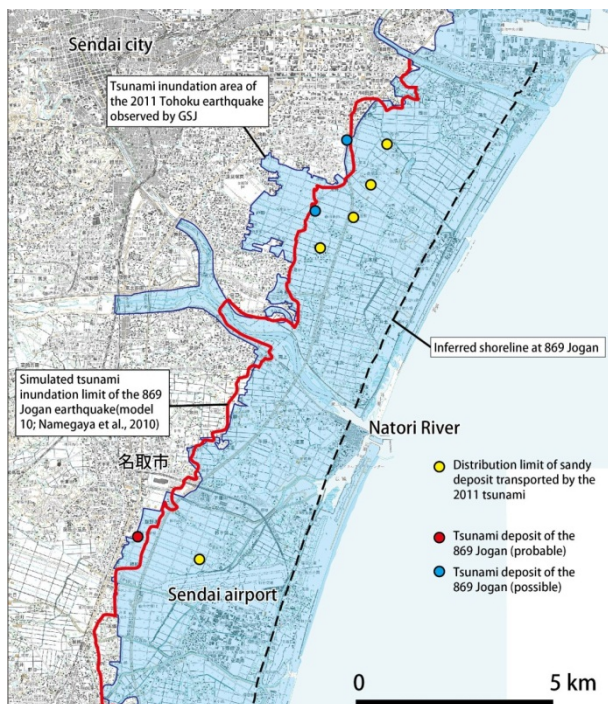 Sendai city
Tsunami inundation area of
the 2011 Tohoku earthquake
observed by GSJ
Inferred shoreline at 869 Jogan
Simulated tsunami
inundation limit of the 869
Jogan earthquake(model
10; Namegaya et al., 2010)
Natori River
名取市
Distribution limit of sandy
deposit transported by the
2011 tsunami
Tsunami deposit of the
869 Jogan (probable)
Tsunami deposit of the
869 Jogan (possible)
Sendai airport
0 5 km